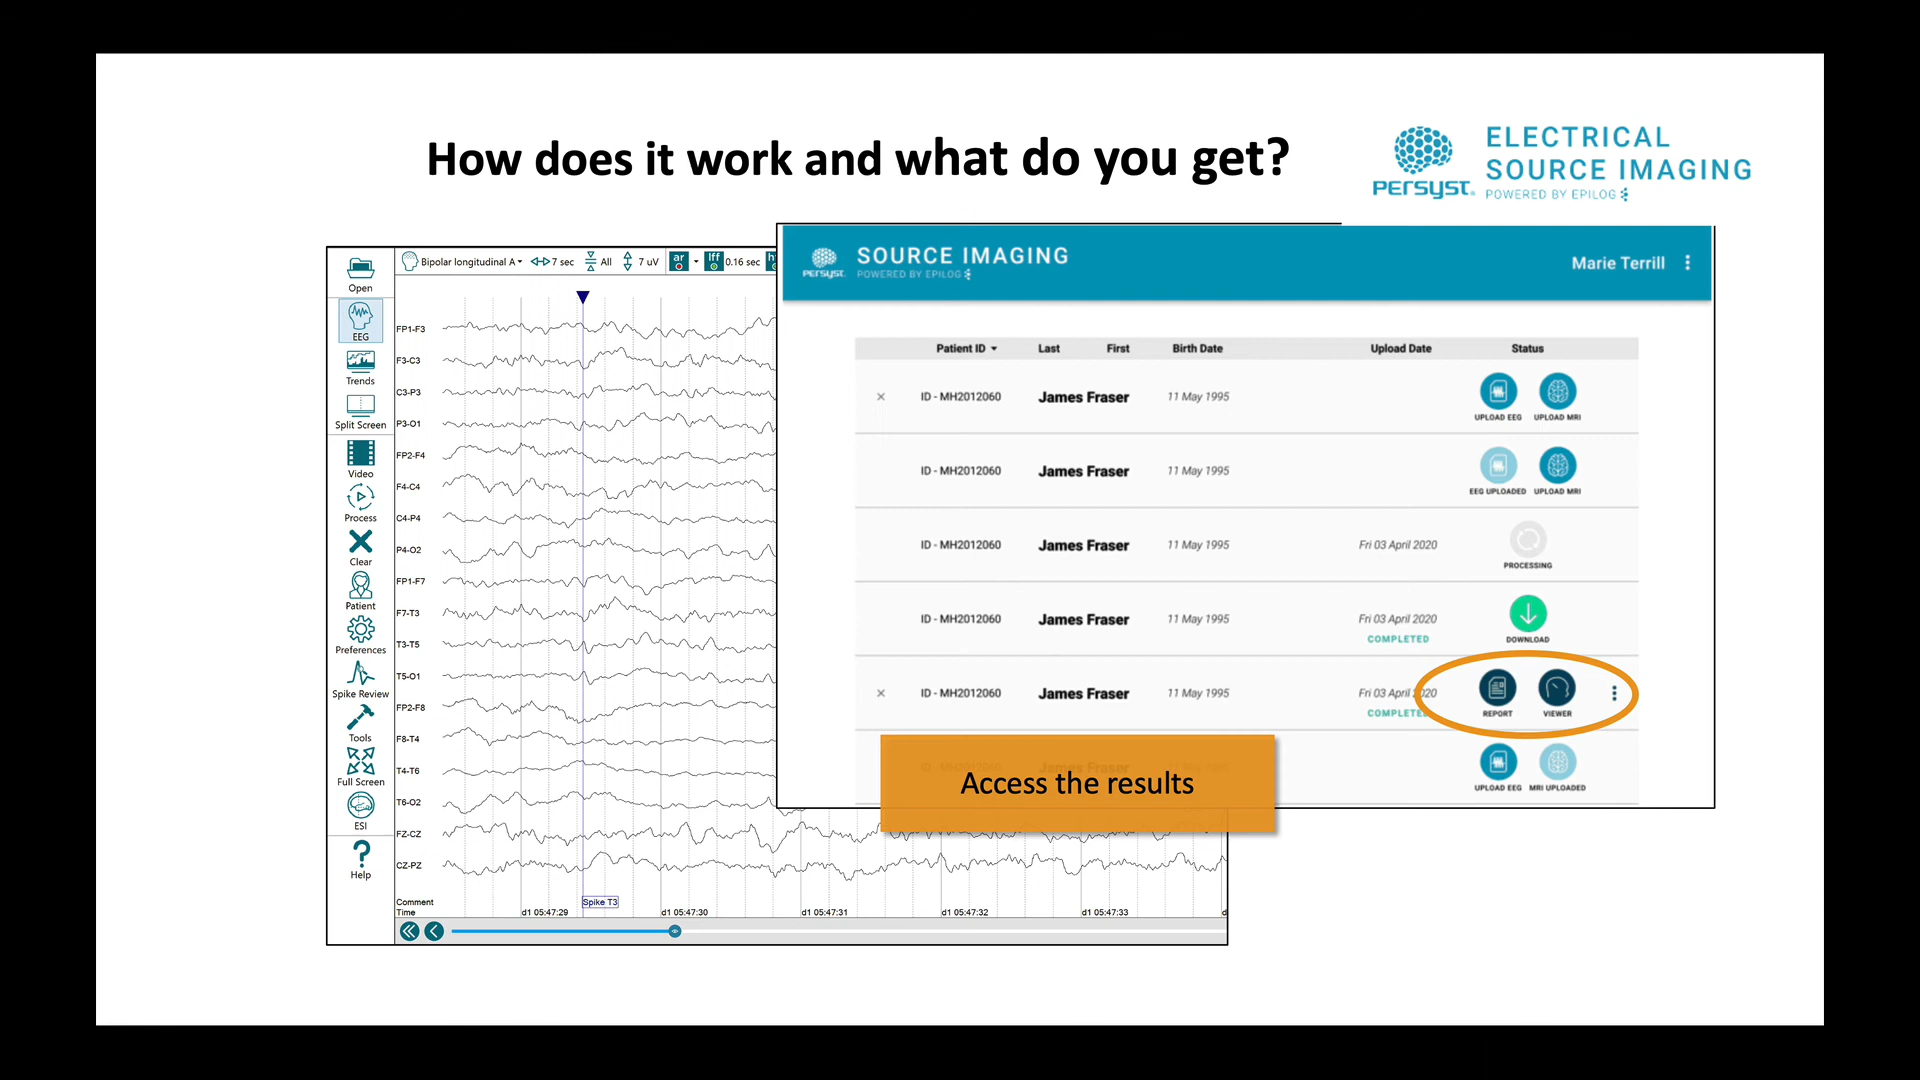 How does it work and what do you get?
PERSYST®
ELECTRICAL
SOURCE IMAGING
POWERED BY EPILOG
Open
EEG
Trends
Split Screen
Video
Process
Clear
Patient
Preferences
Spike Review
Tools
Full Screen
ESI
Help
Bipolar longitudinal A 7 sec All 7 uV ar lff 0.16 sec
FP1-F3
F3-C3
C3-P3
P3-O1
FP2-F4
F4-C4
C4-P4
P4-O2
FP1-F7
F7-T3
T3-T5
T5-O1
FP2-F8
F8-T4
T4-T6
T6-O2
FZ-CZ
CZ-PZ
Comment Spike T3
Time d1 05:47:29 d1 05:47:30 d1 05:47:31 d1 05:47:32 d1 05:47:33 d
PERSYST.
SOURCE IMAGING
POWERED BY EPILOG
Marie Terrill
Patient ID Last First Birth Date Upload Date Status
ID - MH2012060 James Fraser 11 May 1995
UPLOAD EEG UPLOAD MRI
ID - MH2012060 James Fraser 11 May 1995
EEG UPLOADED UPLOAD MRI
ID - MH2012060 James Fraser 11 May 1995 Fri 03 April 2020
PROCESSING
ID - MH2012060 James Fraser 11 May 1995 Fri 03 April 2020
COMPLETED DOWNLOAD
ID - MH2012060 James Fraser 11 May 1995 Fri 03 April 2020
COMPLETED REPORT VIEWER
UPLOAD EEG MRI UPLOADED
Access the results